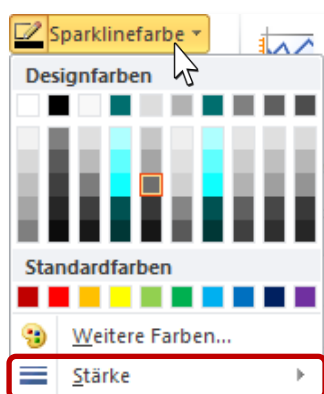 Sparklinefarbe
Designfarben
Standardfarben
Weitere Farben...
Stärke